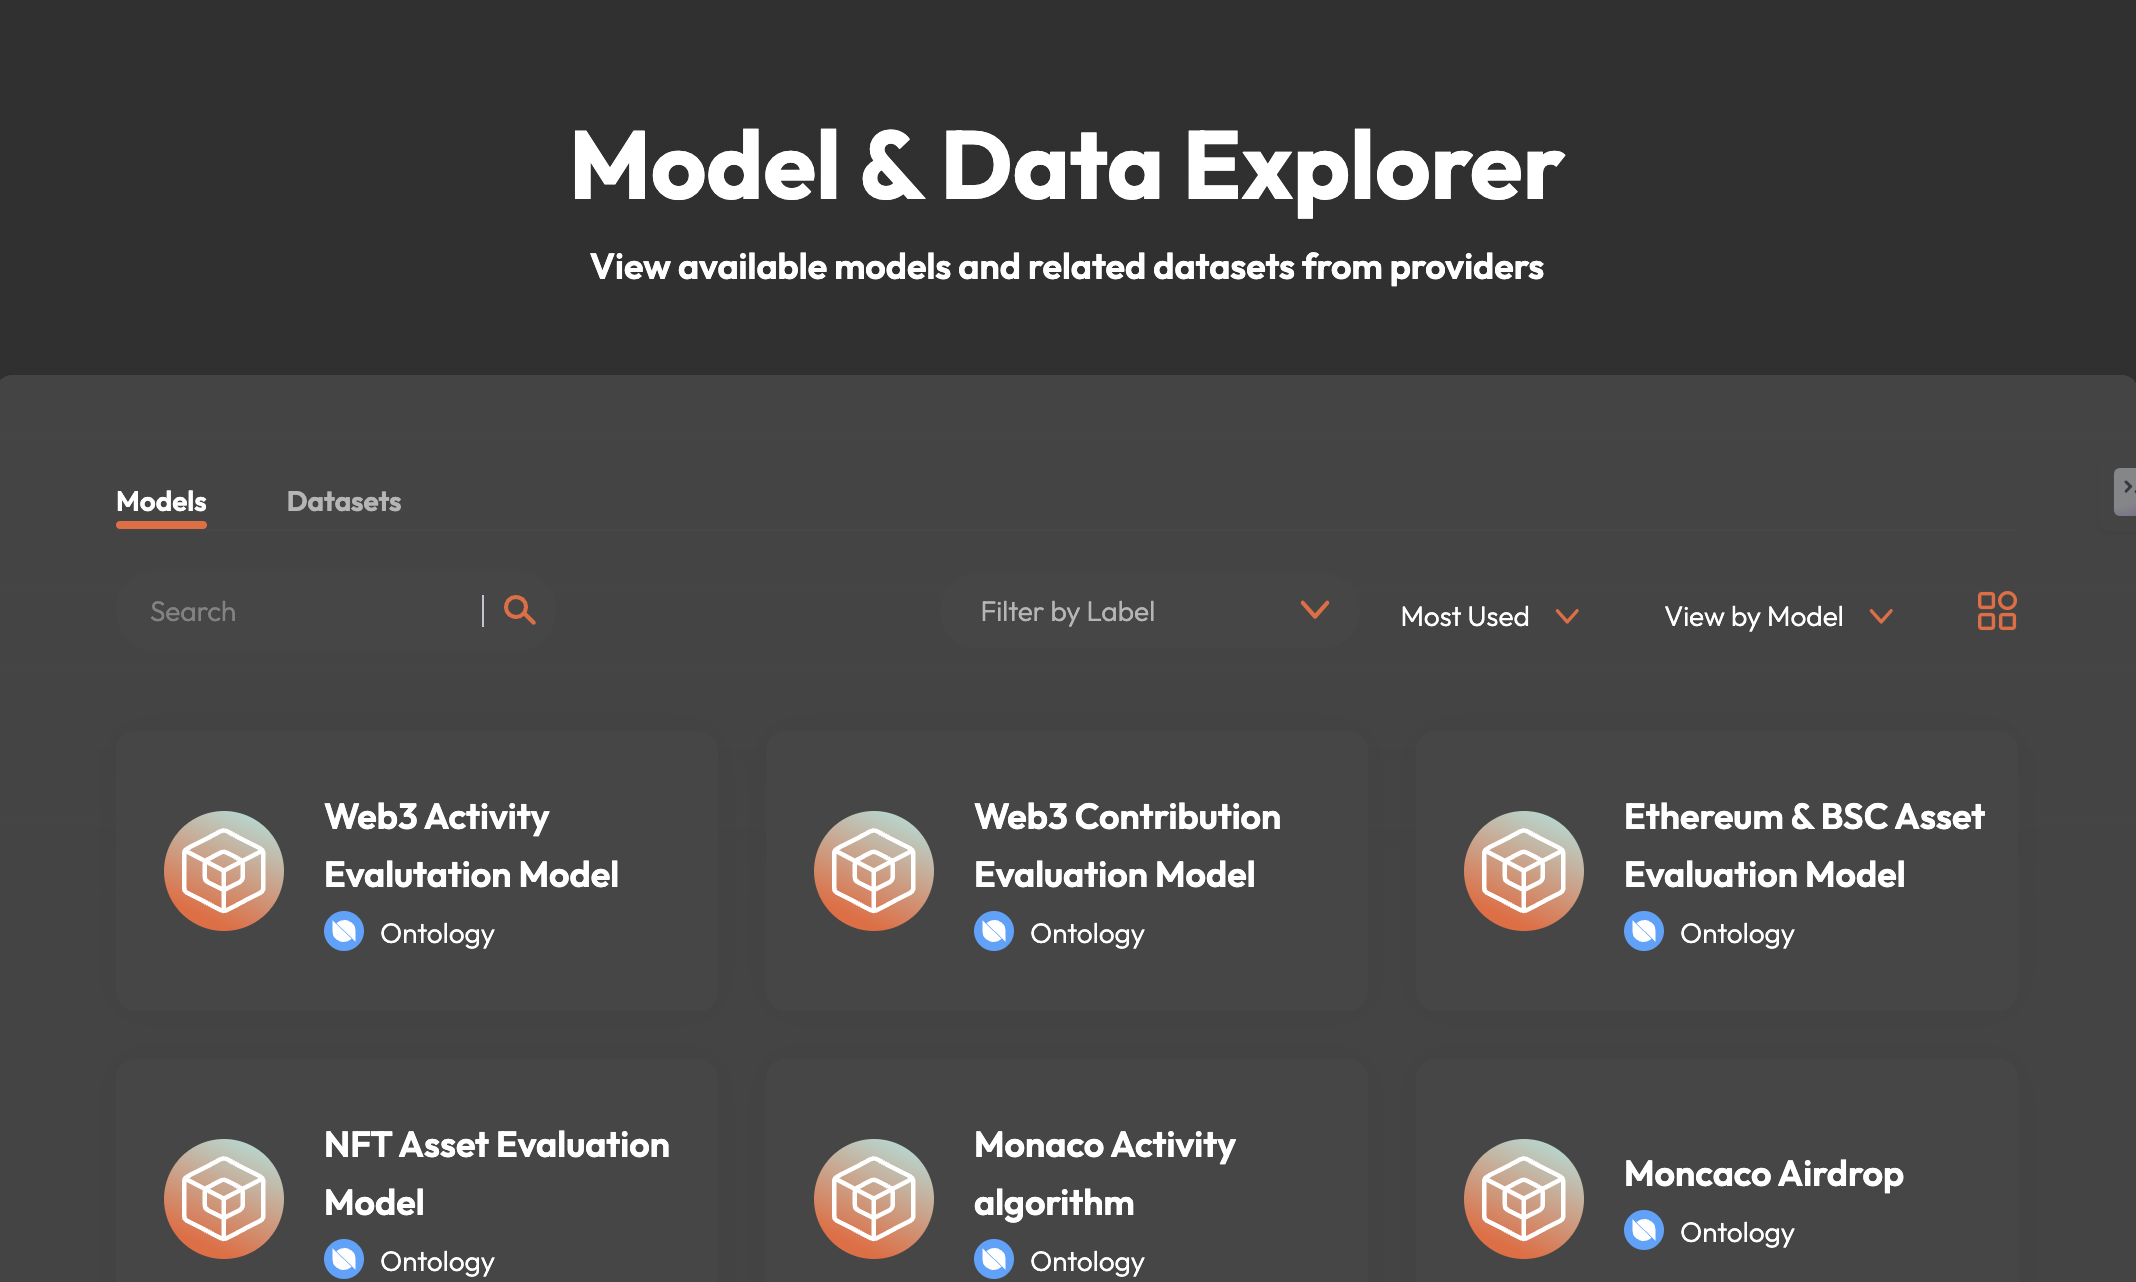 Model & Data Explorer
View available models and related datasets from providers
Models
Datasets
Search
Filter by Label
Most Used
View by Model
Web3 Activity
Evalutation Model
Ontology
Web3 Contribution
Evaluation Model
Ontology
Ethereum & BSC Asset
Evaluation Model
Ontology
NFT Asset Evaluation
Model
Ontology
Monaco Activity
algorithm
Ontology
Moncaco Airdrop
Ontology